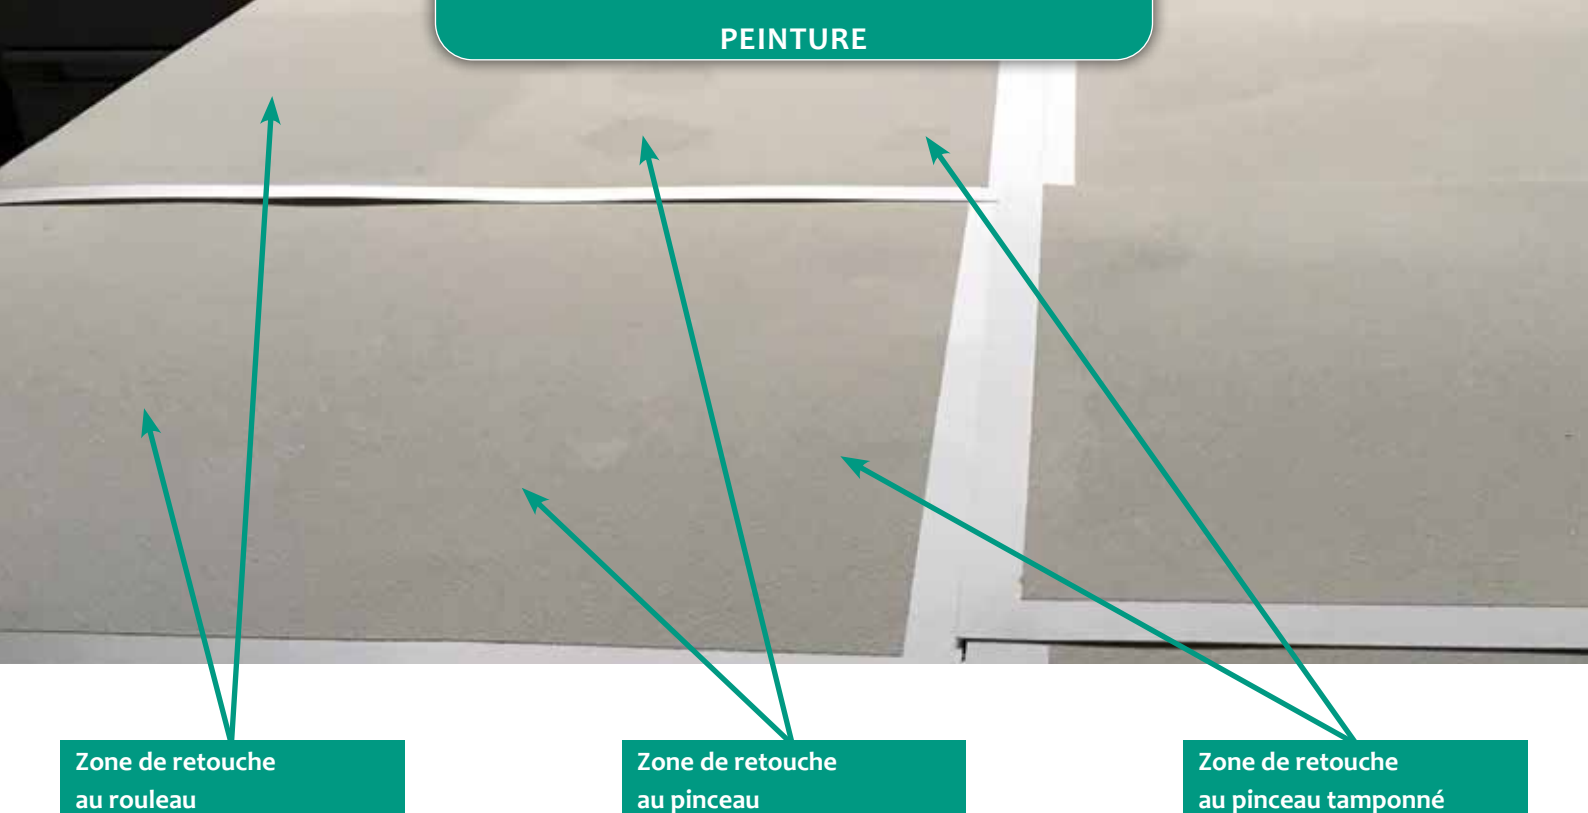 PEINTURE
Zone de retouche
au rouleau
Zone de retouche
au pinceau
Zone de retouche
au pinceau tamponné